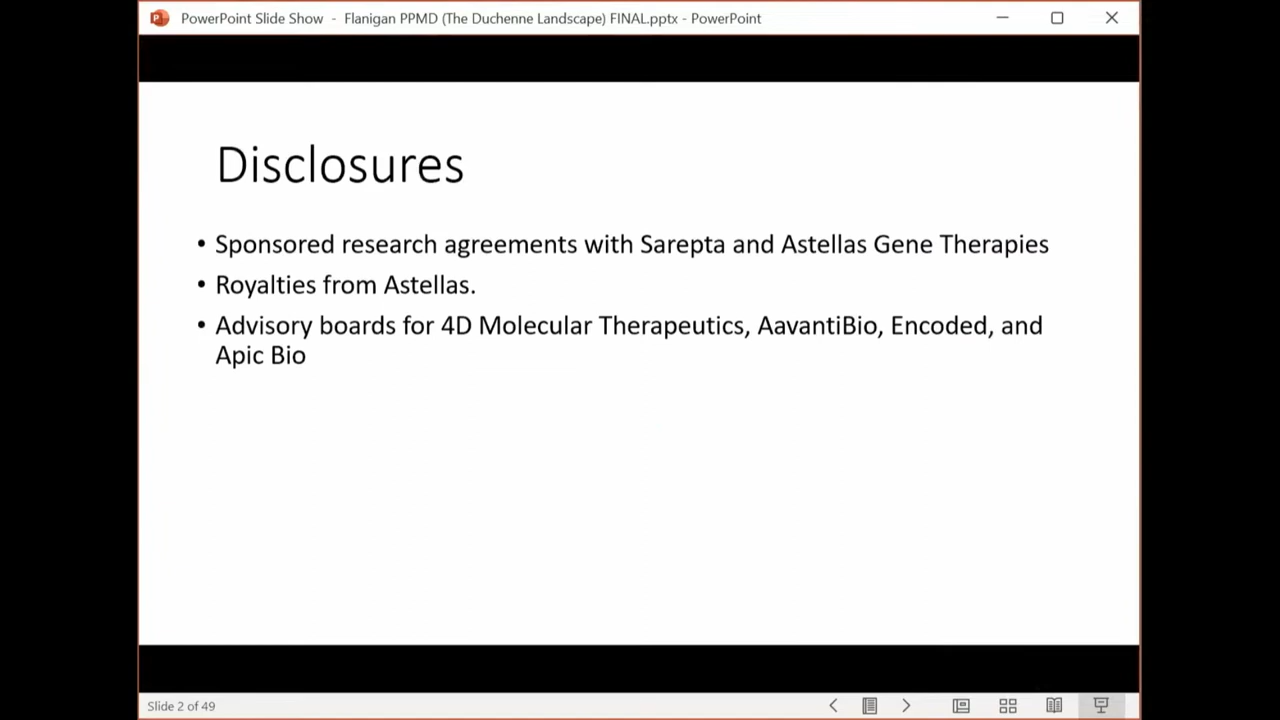 PowerPoint Slide Show - Flanigan PPMD (The Duchenne Landscape) FINAL.pptx - PowerPoint
Disclosures
• Sponsored research agreements with Sarepta and Astellas Gene Therapies
• Royalties from Astellas.
• Advisory boards for 4D Molecular Therapeutics, AavantiBio, Encoded, and
Apic Bio
Slide 2 of 49